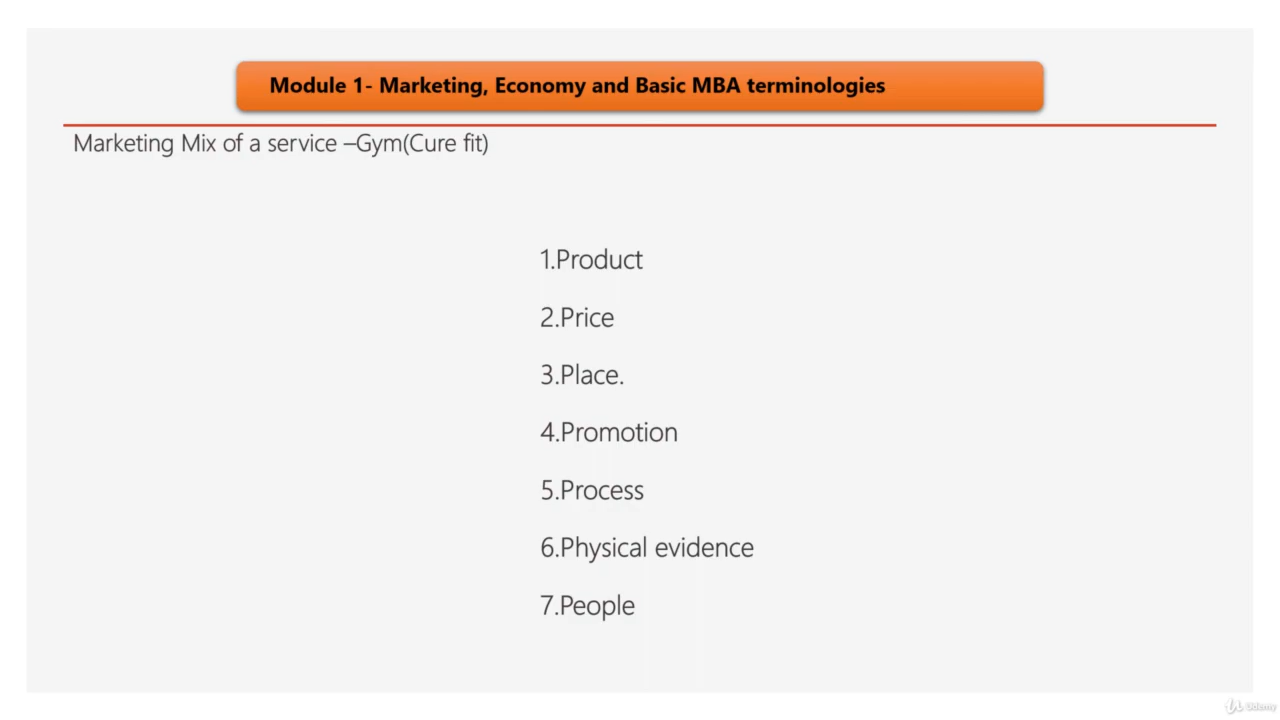 Module 1- Marketing, Economy and Basic MBA terminologies
Marketing Mix of a service –Gym(Cure fit)
1.Product
2.Price
3.Place.
4.Promotion
5.Process
6.Physical evidence
7.People
Udemy